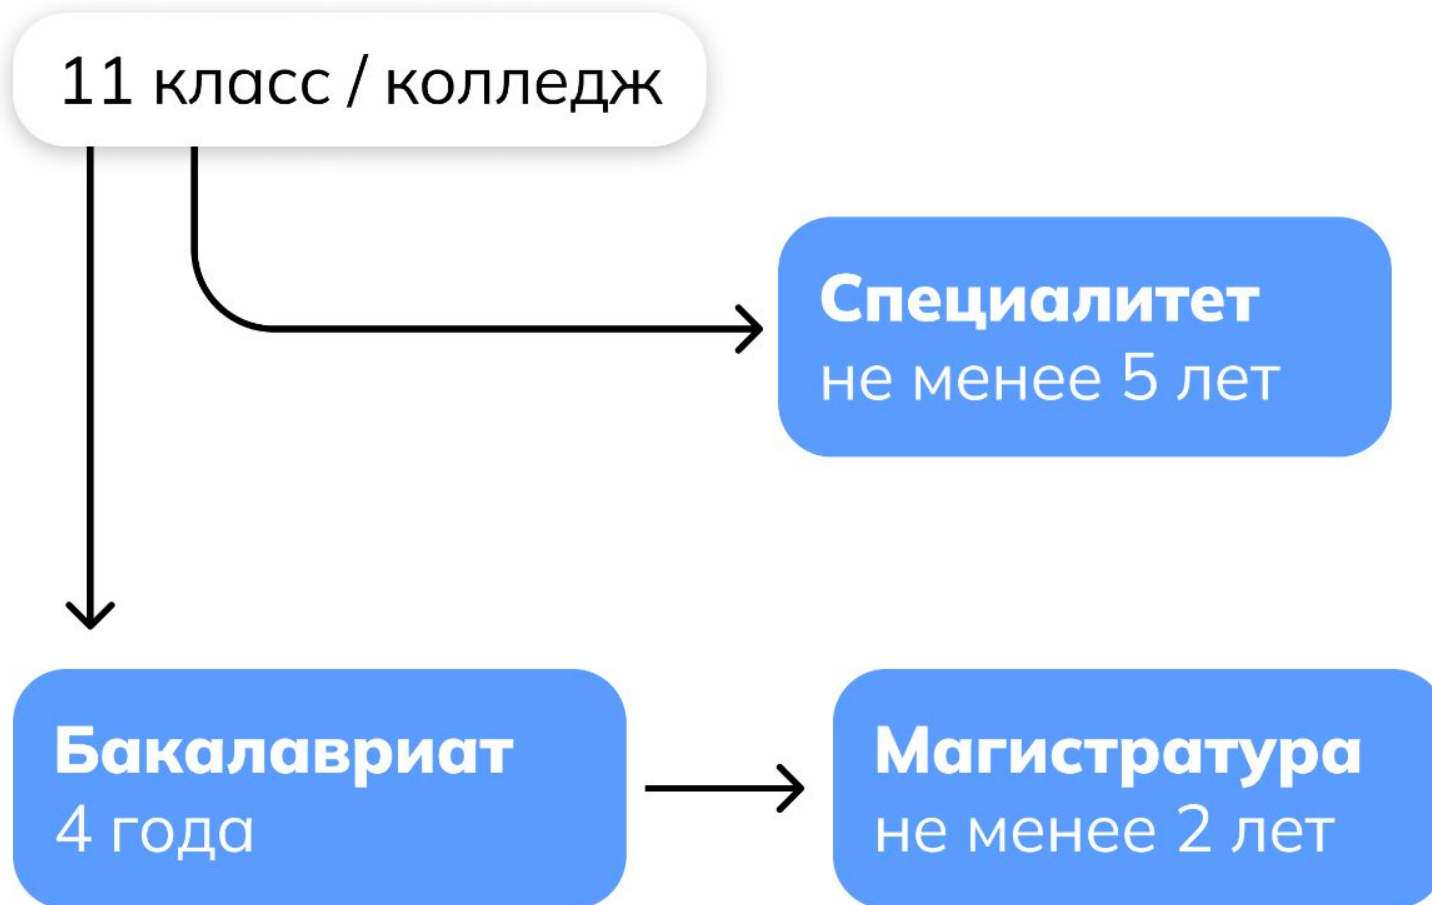 11 класс / колледж
Специалитет
не менее 5 лет
Бакалавриат
4 года
Магистратура
не менее 2 лет